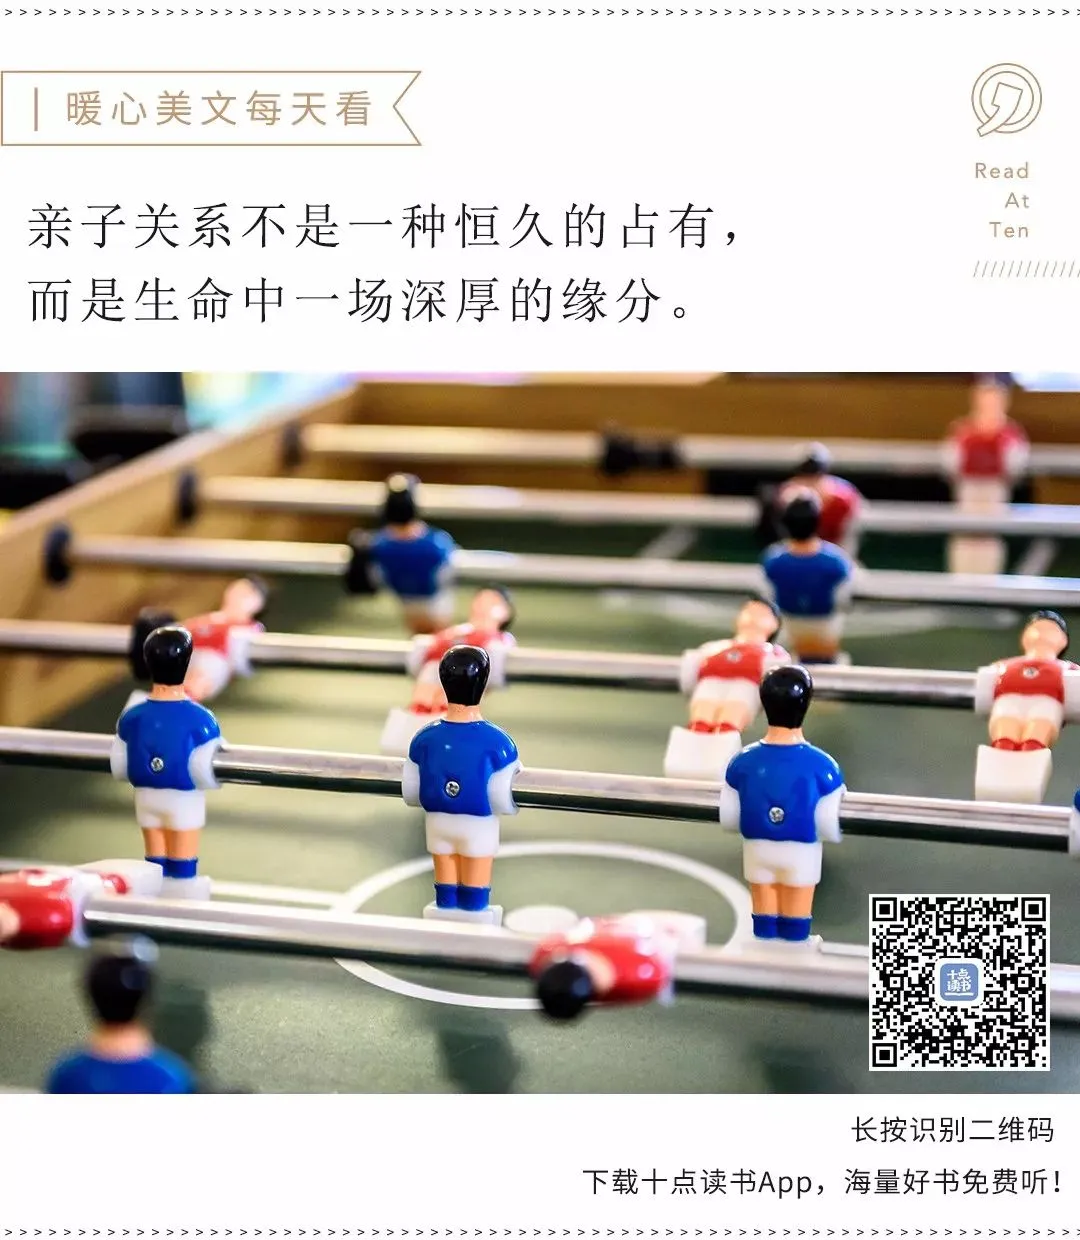 暖心美文每天看
Read
At
Ten
亲子关系不是一种恒久的占有，
而是生命中一场深厚的缘分。
十点
读书
长按识别二维码
下载十点读书App，海量好书免费听！